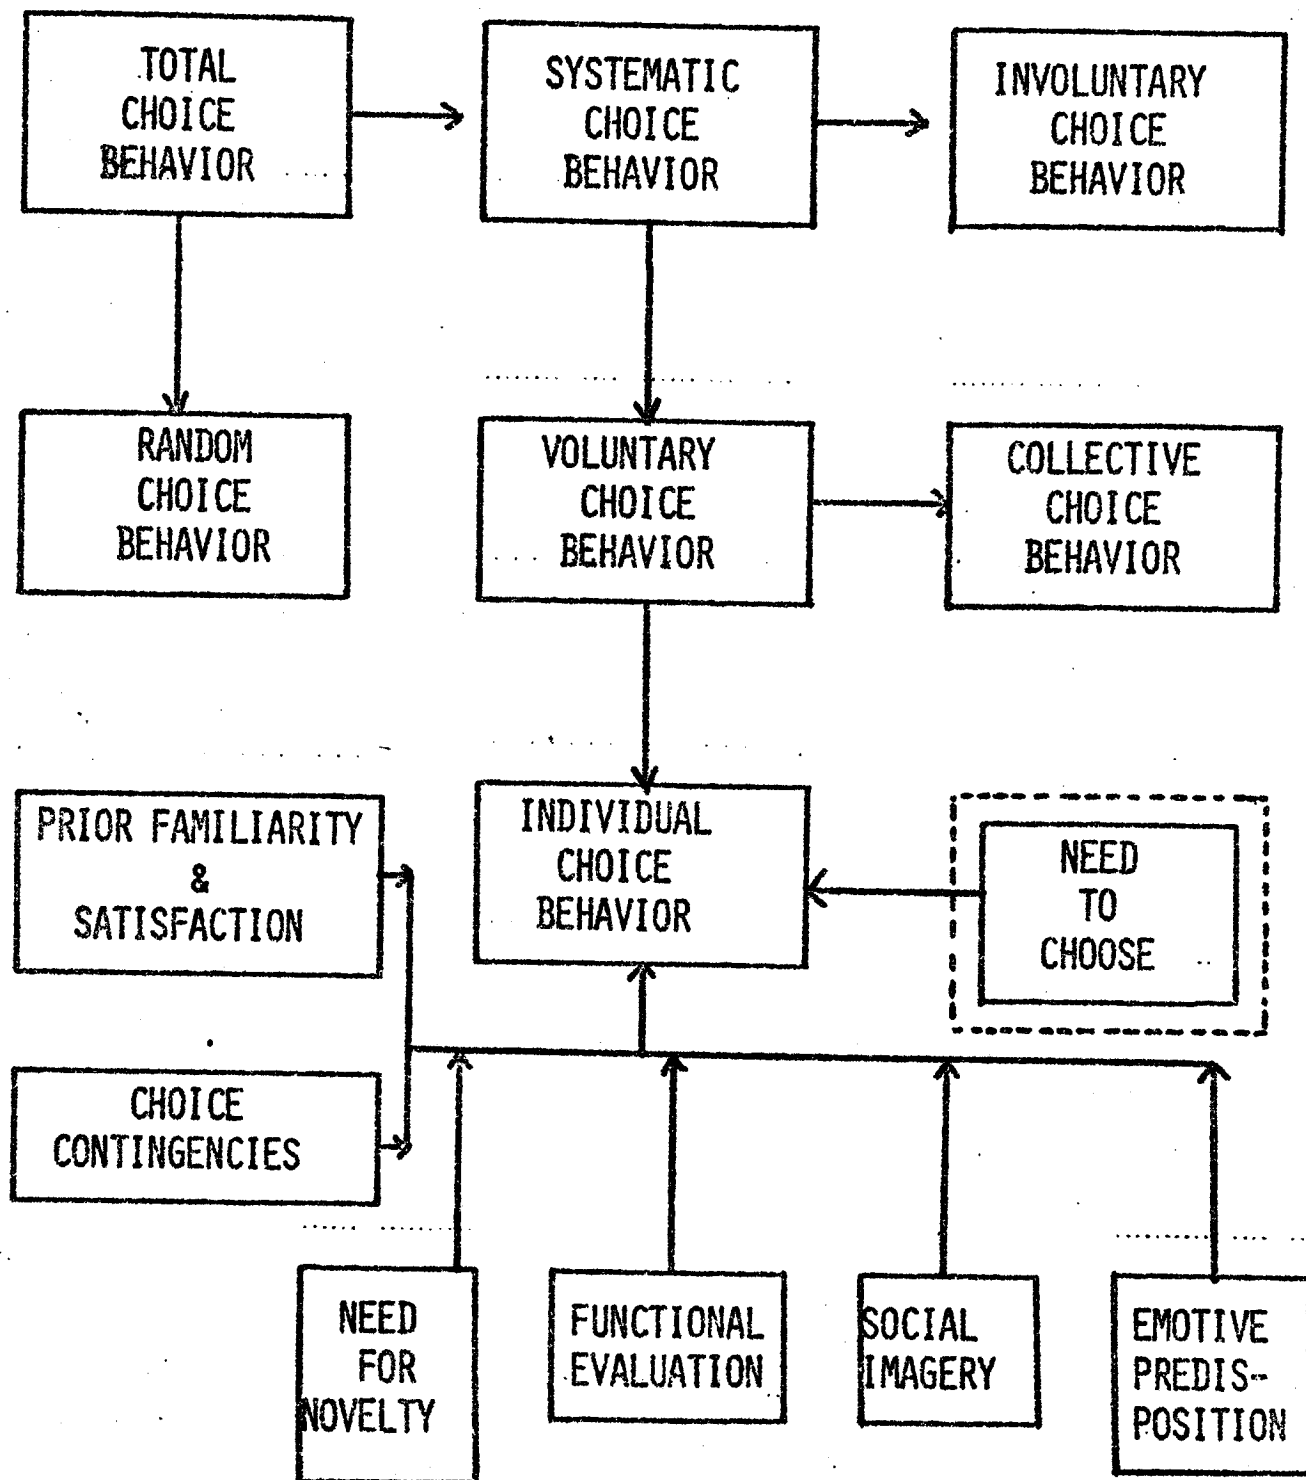 TOTAL
CHOICE
BEHAVIOR
SYSTEMATIC
CHOICE
BEHAVIOR
INVOLUNTARY
CHOICE
BEHAVIOR
RANDOM
CHOICE
BEHAVIOR
VOLUNTARY
CHOICE
BEHAVIOR
COLLECTIVE
CHOICE
BEHAVIOR
PRIOR FAMILIARITY
&
SATISFACTION
INDIVIDUAL
CHOICE
BEHAVIOR
NEED
TO
CHOOSE
CHOICE
CONTINGENCIES
NEED
FOR
NOVELTY
FUNCTIONAL
EVALUATION
SOCIAL
IMAGERY
EMOTIVE
PREDIS-
POSITION